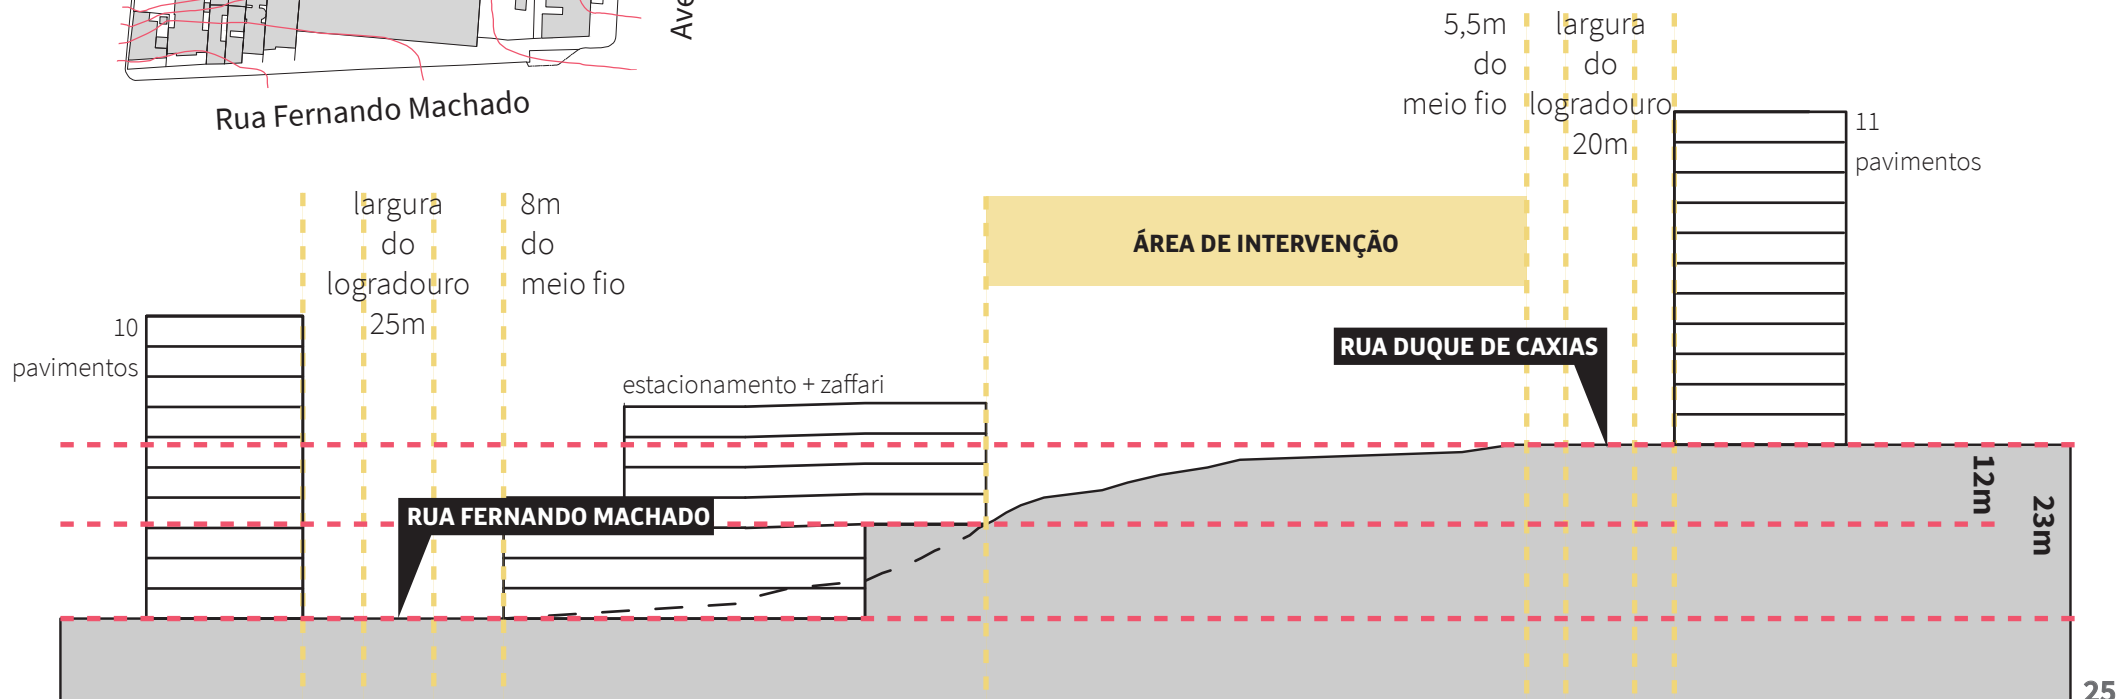 Ave
Rua Fernando Machado
5,5m
do
meio fio
largura
do
logradouro
20m
11
pavimentos
largura
do
logradouro
25m
8m
do
meio fio
ÁREA DE INTERVENÇÃO
10
pavimentos
RUA DUQUE DE CAXIAS
estacionamento + zaffari
RUA FERNANDO MACHADO
12m
23m
25